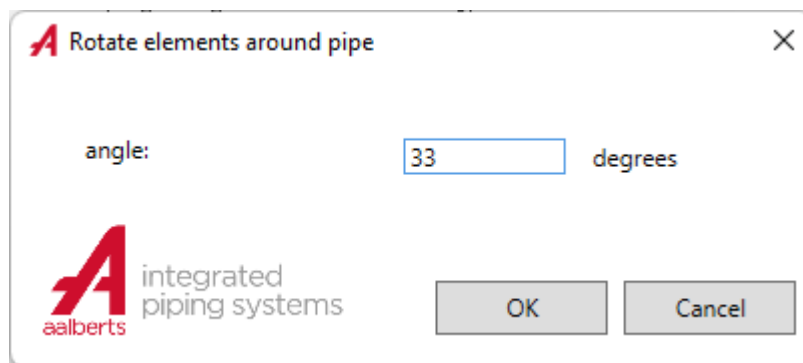 Rotate elements around pipe
angle:
33
degrees
integrated
piping systems
aalberts
OK
Cancel